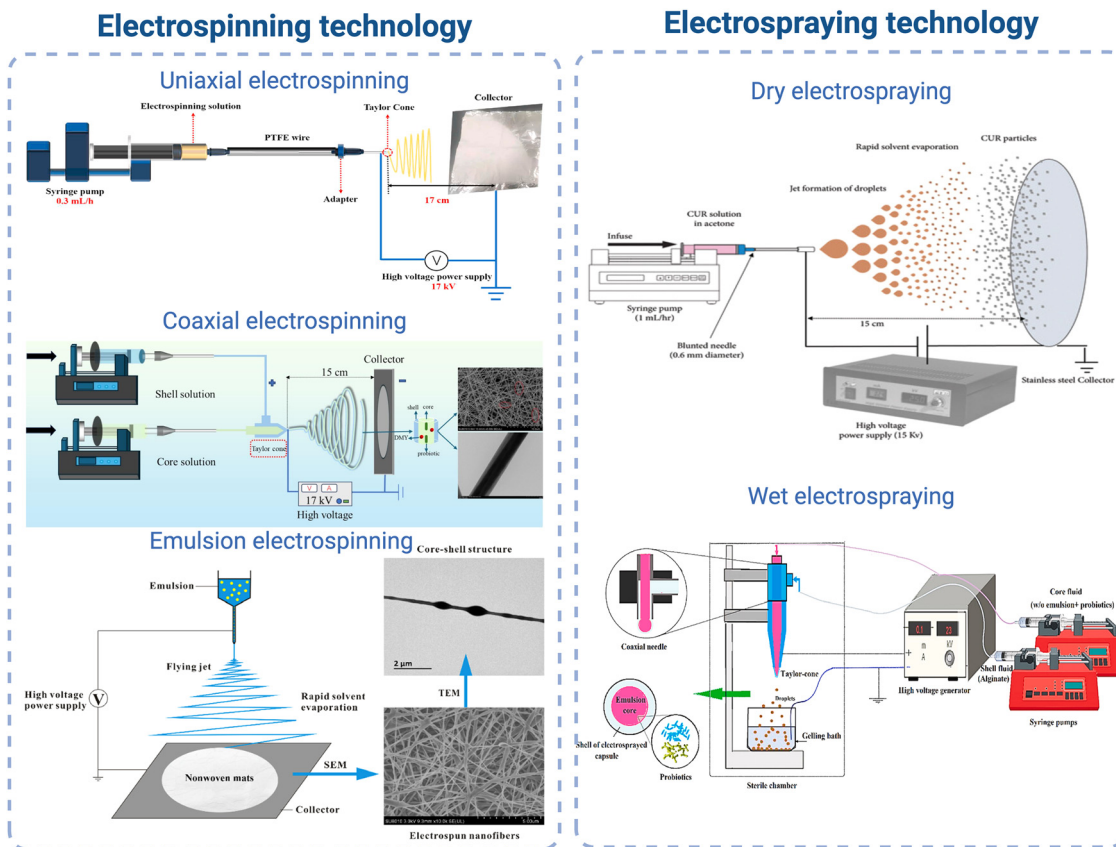 Electrospinning technology
Uniaxial electrospinning
Electrospinning solution
Taylor Cone
Collector
PTFE wire
Syringe pump
0.3 mL/h
Adapter
17 cm
V
High voltage power supply
17 kV
Coaxial electrospinning
Collector
15 cm
Shell solution
+
-
shell
core
DMY
probiotic
Taylor cone
Core solution
V A
17 kV
High voltage
Emulsion electrospinning
Core-shell structure
Emulsion
2 μm
Flying jet
TEM
High voltage
power supply
V
Rapid solvent
evaporation
Nonwoven mats
SEM
Collector
Electrospun nanofibers
Electrospraying technology
Dry electrospraying
CUR particles
Rapid solvent evaporation
Jet formation of droplets
CUR solution
in acetone
Infuse
Syringe pump
(1 mL/hr)
15 cm
Blunted needle
(0.6 mm diameter)
Stainless steel Collector
High voltage
power supply (15 Kv)
Wet electrospraying
Core fluid
(w/o emulsion+ probiotics)
Coaxial needle
0.1
23
m
A
kV
+
-
Shell fluid
(Alginate)
Taylor-cone
High voltage generator
Droplets
Syringe pumps
Emulsion
core
Gelling bath
Shell of electrosprayed
capsule
Probiotics
Sterile chamber